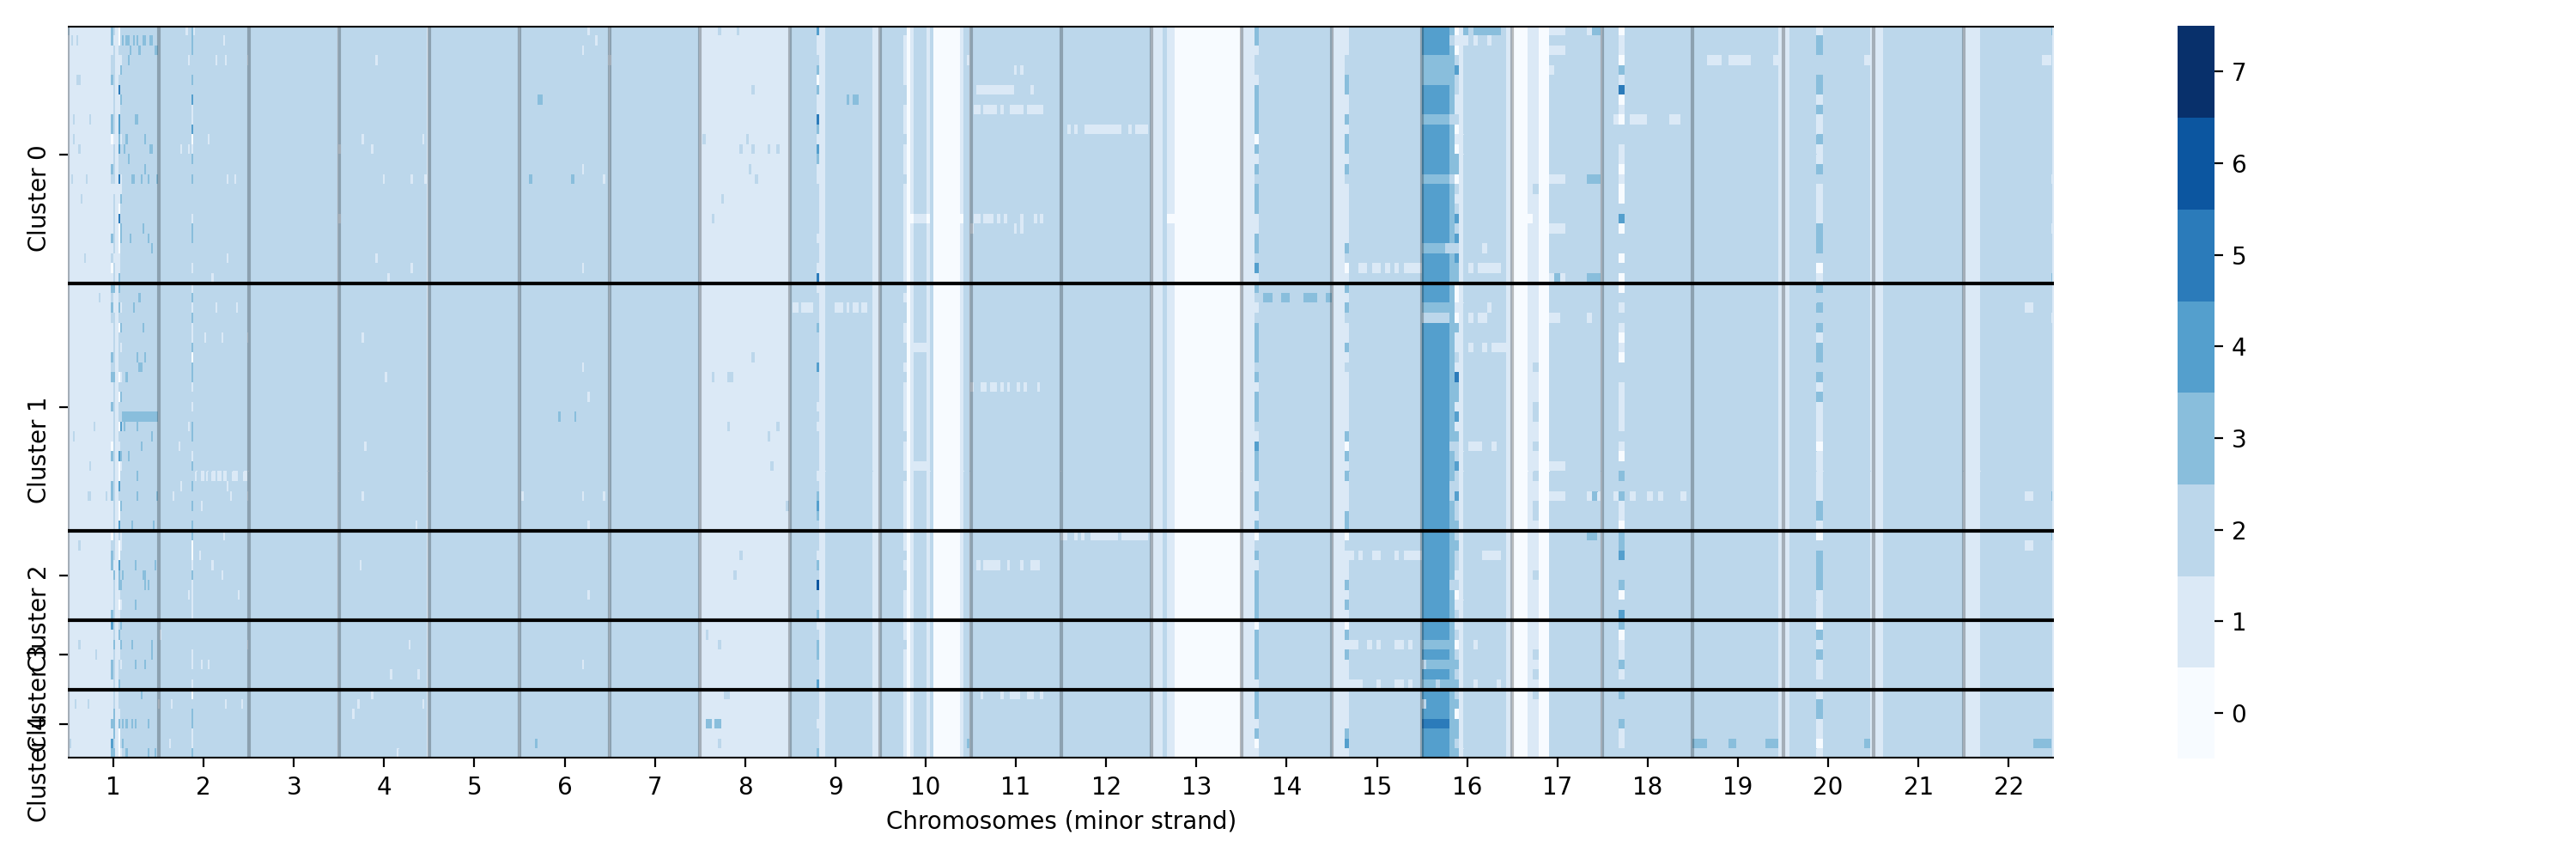 Cluster 0
Cluster 1
Cluster 2
Cluster 3
Cluster 4
1 2 3 4 5 6 7 8 9 10 11 12 13 14 15 16 17 18 19 20 21 22
Chromosomes (minor strand)
7
6
5
4
3
2
1
0